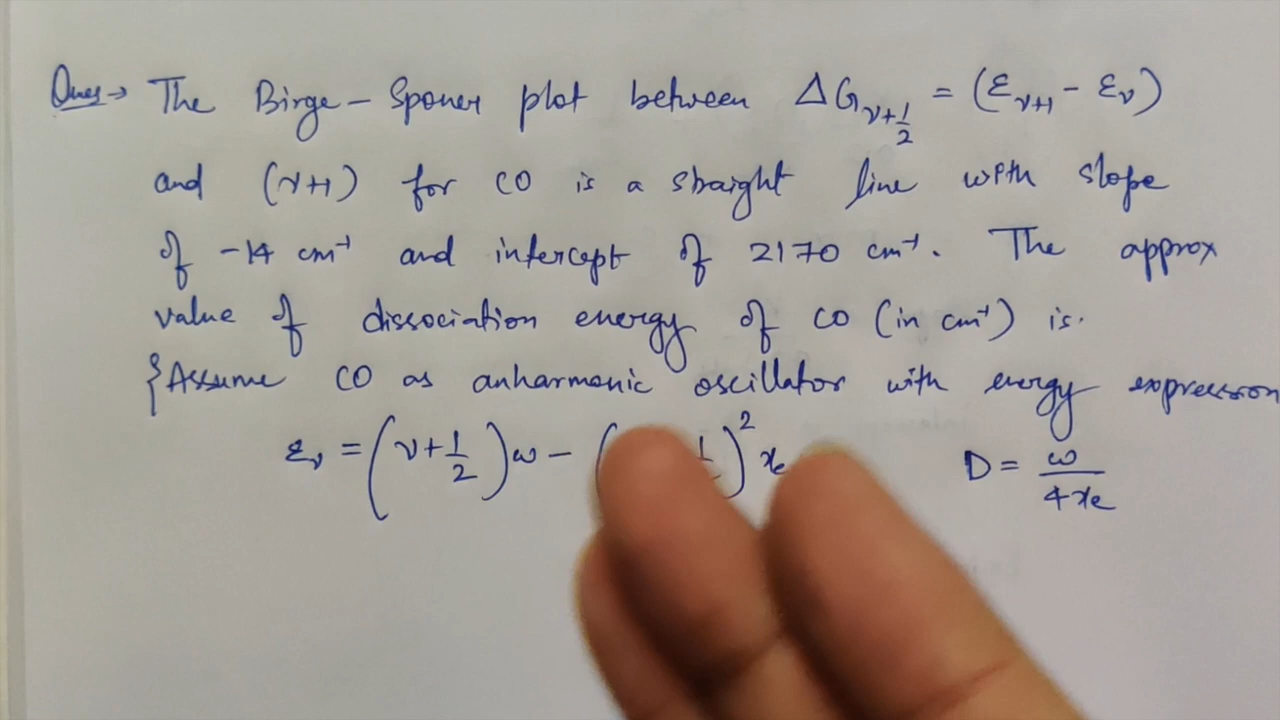 Ques→ The Birge-Sponer plot between ΔG_{v+1/2} = (ε_{v+1} - ε_v)
and (v+1) for CO is a straight line with slope
of -14 cm⁻¹ and intercept of 2170 cm⁻¹. The approx
value of dissociation energy of CO (in cm⁻¹) is.
{Assume CO as anharmonic oscillator with energy expression
ε_v = (v+1/2)ω - ( )² xe D = ω/4xe